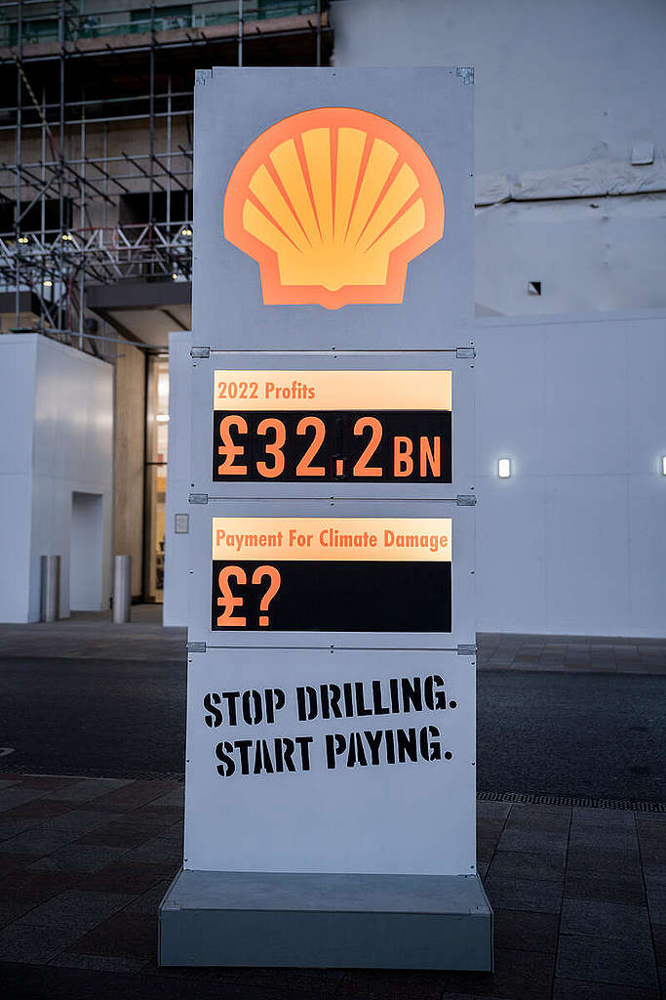 2022 Profits
£32.2BN
Payment For Climate Damage
£?
STOP DRILLING.
START PAYING.